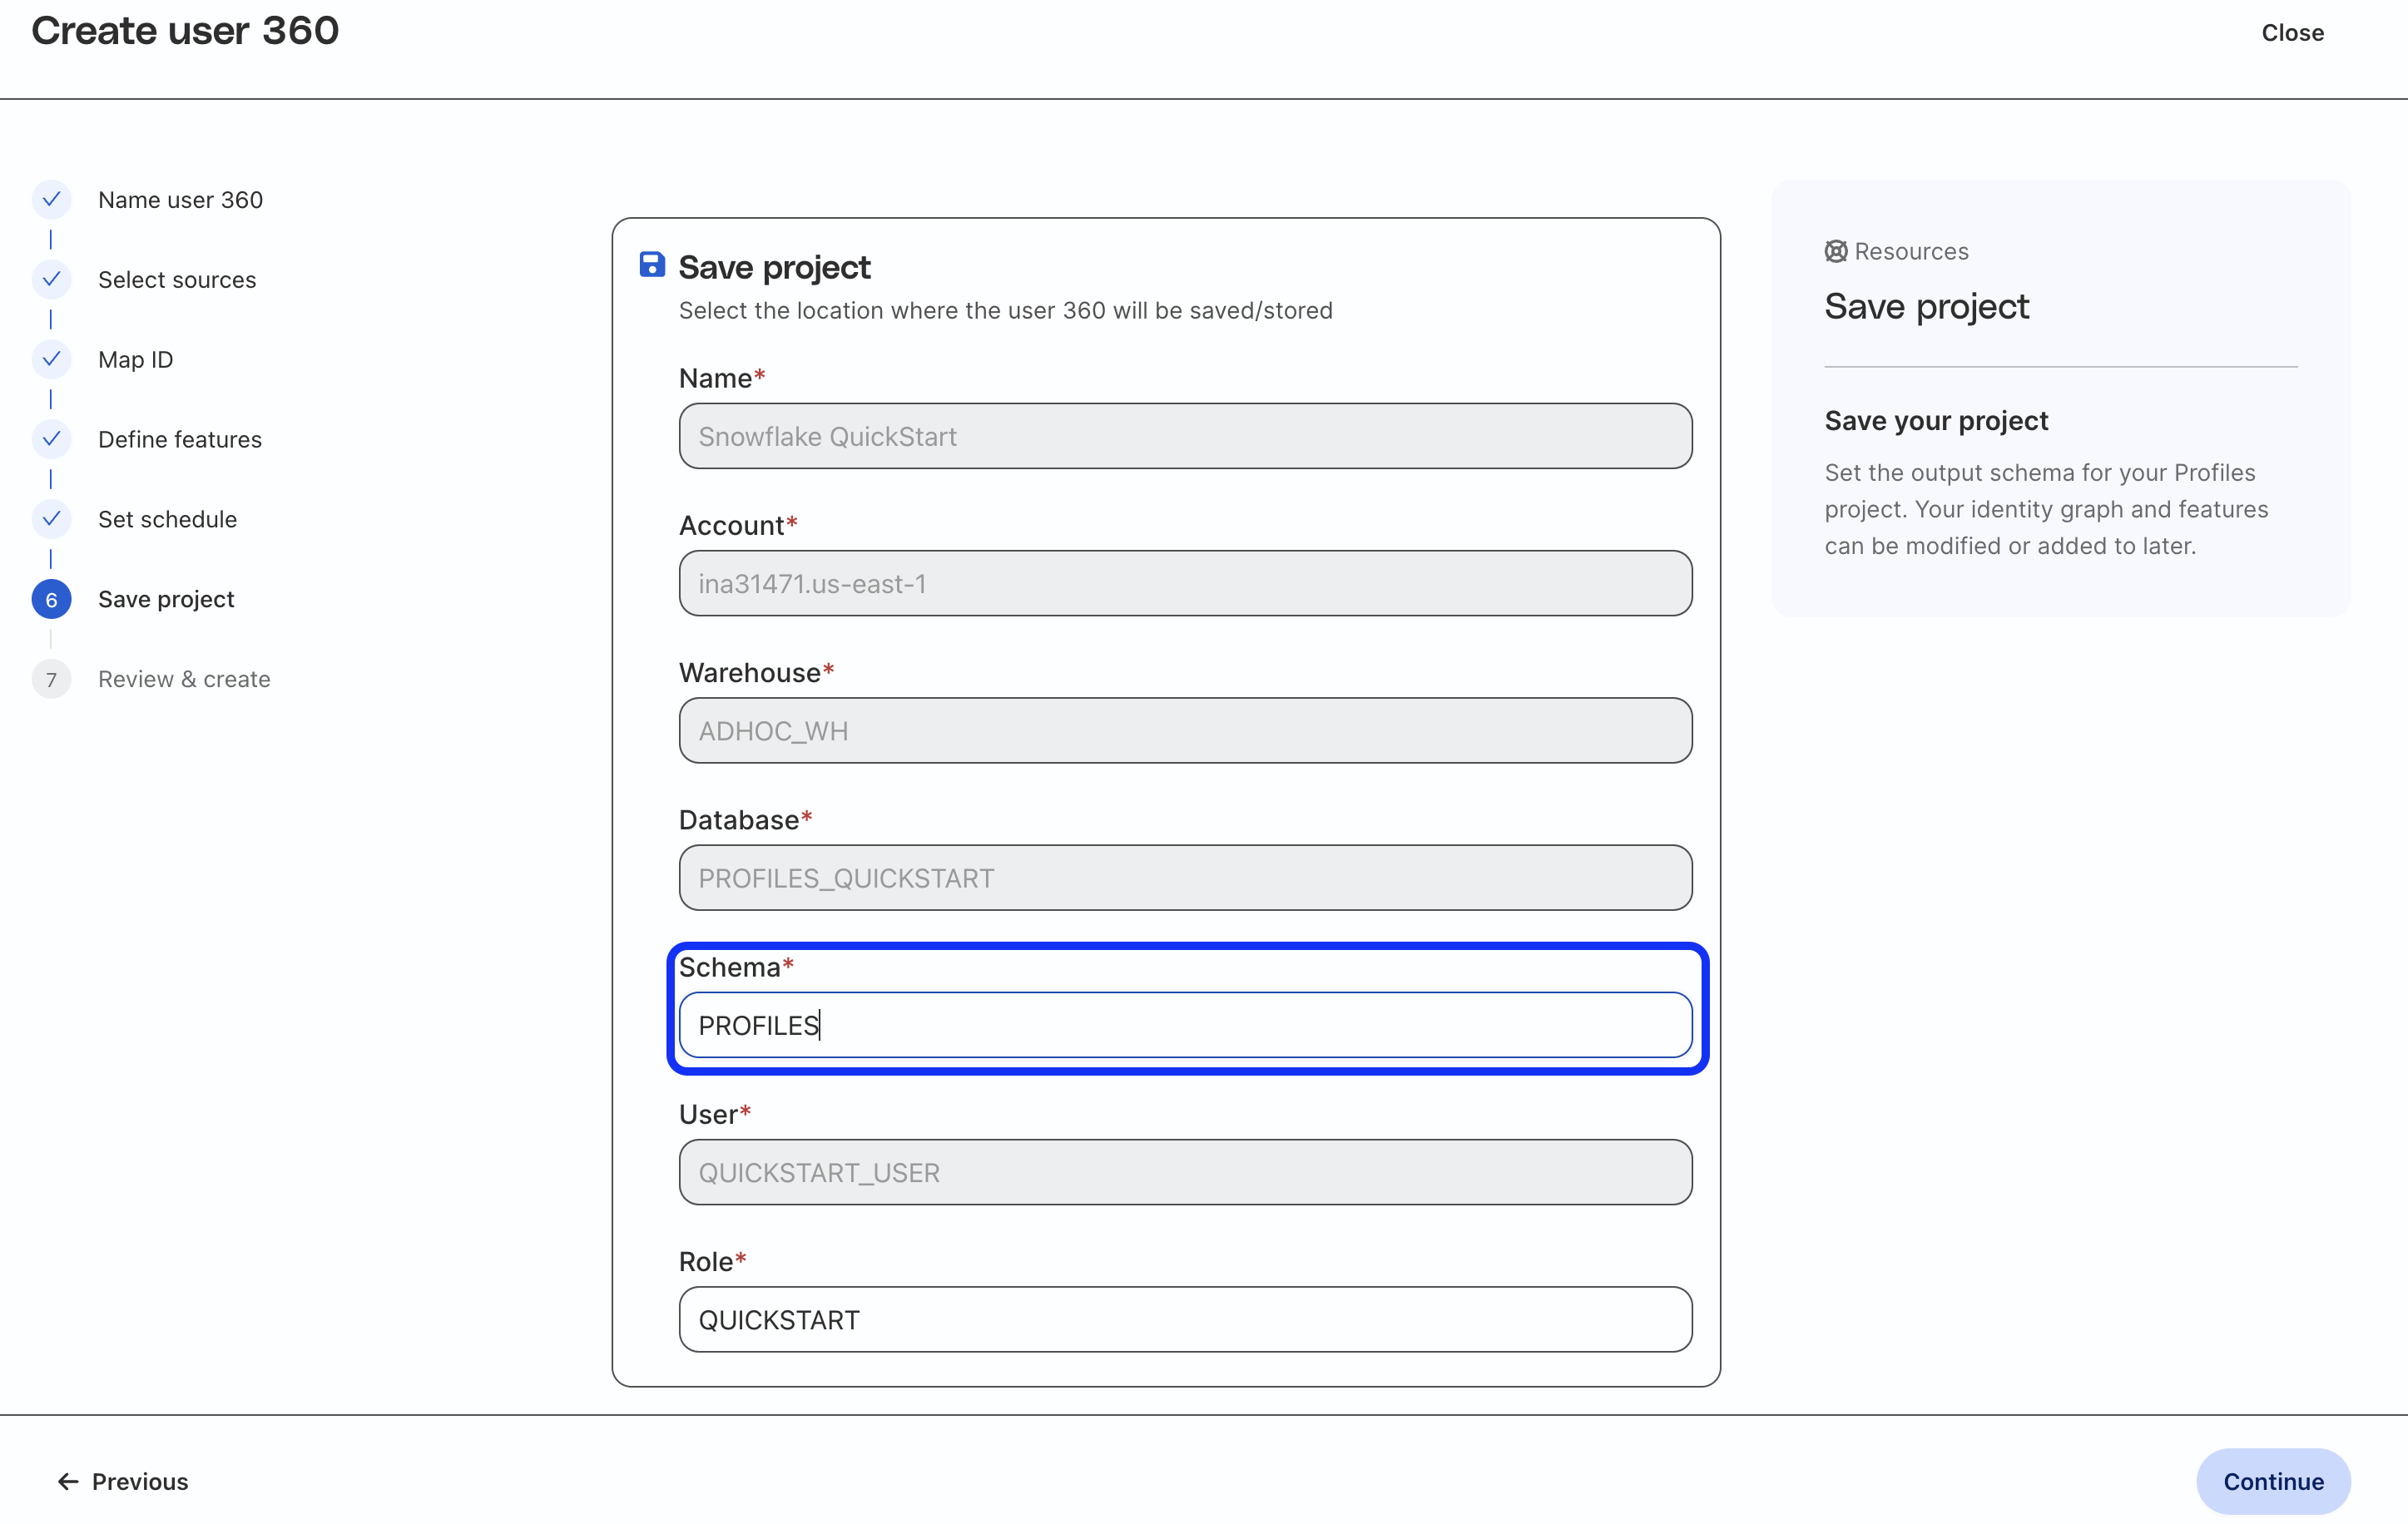 Create user 360
Close
Name user 360
Select sources
Map ID
Define features
Set schedule
6 Save project
7 Review & create
Save project
Select the location where the user 360 will be saved/stored
Name*
Snowflake QuickStart
Account*
ina31471.us-east-1
Warehouse*
ADHOC_WH
Database*
PROFILES_QUICKSTART
Schema*
PROFILES
User*
QUICKSTART_USER
Role*
QUICKSTART
Resources
Save project
Save your project
Set the output schema for your Profiles
project. Your identity graph and features
can be modified or added to later.
Previous
Continue